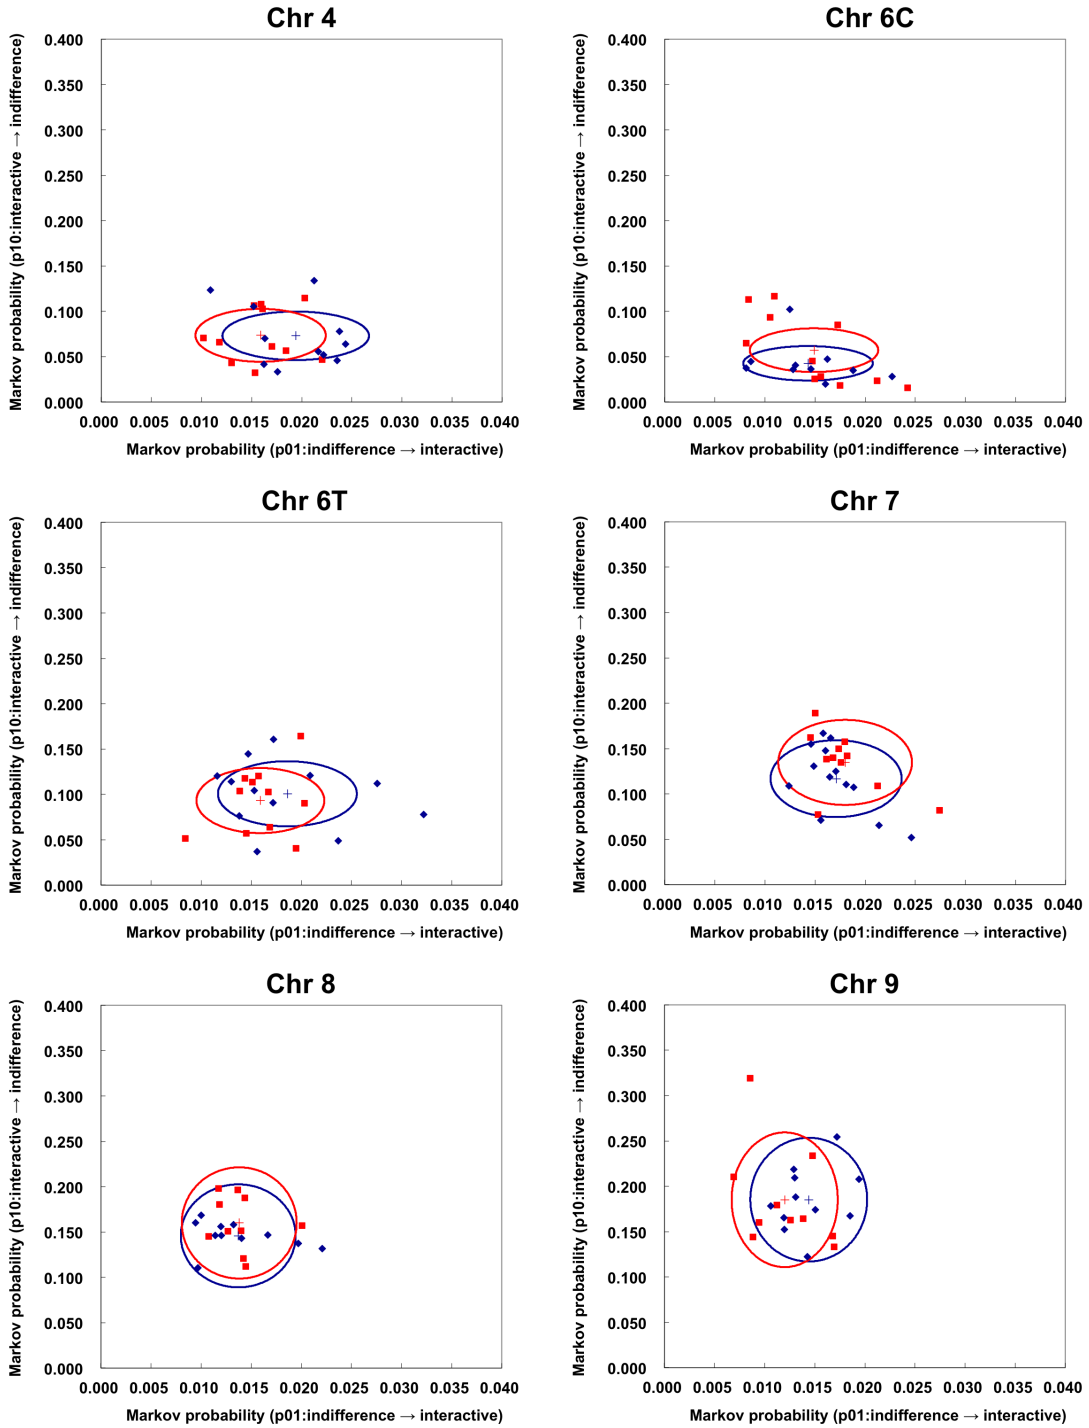 Chr 4
Markov probability (p10:interactive → indifference)
0.400
0.350
0.300
0.250
0.200
0.150
0.100
0.050
0.000
0.000 0.005 0.010 0.015 0.020 0.025 0.030 0.035 0.040
Markov probability (p01:indifference → interactive)
Chr 6C
Markov probability (p10:interactive → indifference)
0.400
0.350
0.300
0.250
0.200
0.150
0.100
0.050
0.000
0.000 0.005 0.010 0.015 0.020 0.025 0.030 0.035 0.040
Markov probability (p01:indifference → interactive)
Chr 6T
Markov probability (p10:interactive → indifference)
0.400
0.350
0.300
0.250
0.200
0.150
0.100
0.050
0.000
0.000 0.005 0.010 0.015 0.020 0.025 0.030 0.035 0.040
Markov probability (p01:indifference → interactive)
Chr 7
Markov probability (p10:interactive → indifference)
0.400
0.350
0.300
0.250
0.200
0.150
0.100
0.050
0.000
0.000 0.005 0.010 0.015 0.020 0.025 0.030 0.035 0.040
Markov probability (p01:indifference → interactive)
Chr 8
Markov probability (p10:interactive → indifference)
0.400
0.350
0.300
0.250
0.200
0.150
0.100
0.050
0.000
0.000 0.005 0.010 0.015 0.020 0.025 0.030 0.035 0.040
Markov probability (p01:indifference → interactive)
Chr 9
Markov probability (p10:interactive → indifference)
0.400
0.350
0.300
0.250
0.200
0.150
0.100
0.050
0.000
0.000 0.005 0.010 0.015 0.020 0.025 0.030 0.035 0.040
Markov probability (p01:indifference → interactive)